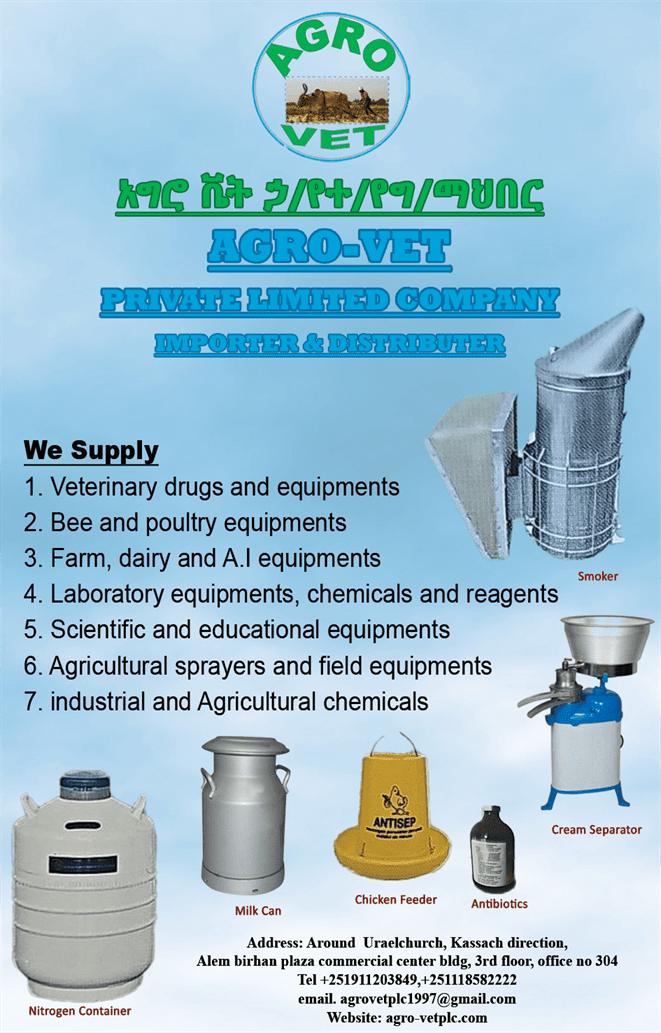 AGRO
VET
አግሮ ቬት ኃ/የተ/የግ/ማህበር
AGRO-VET
PRIVATE LIMITED COMPANY
IMPORTER & DISTRIBUTER
We Supply
1. Veterinary drugs and equipments
2. Bee and poultry equipments
3. Farm, dairy and A.I equipments
4. Laboratory equipments, chemicals and reagents
5. Scientific and educational equipments
6. Agricultural sprayers and field equipments
7. industrial and Agricultural chemicals
Smoker
Cream Separator
ANTISEP
Chicken Feeder
Antibiotics
Milk Can
Nitrogen Container
Address: Around Uraelchurch, Kassach direction,
Alem birhan plaza commercial center bldg, 3rd floor, office no 304
Tel +251911203849,+251118582222
email. agrovetplc1997@gmail.com
Website: agro-vetplc.com